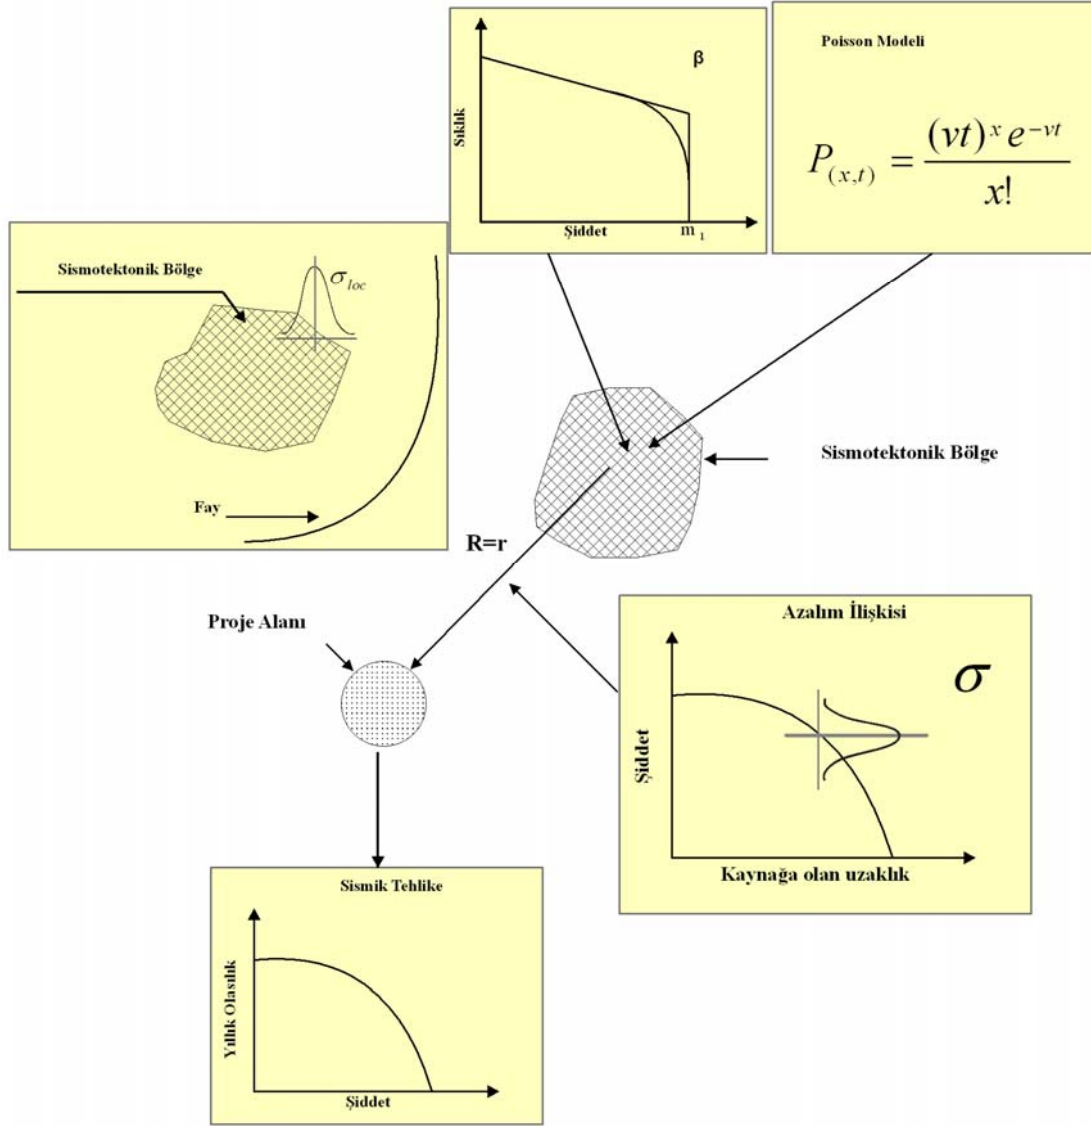 β
Sıklık
Şiddet
m 1
Poisson Modeli
P(x,t) = (vt)^x e^-vt / x!
Sismotektonik Bölge
σloc
Fay
Sismotektonik Bölge
R=r
Proje Alanı
Azalım İlişkisi
σ
Şiddet
Kaynağa olan uzaklık
Sismik Tehlike
Yıllık Olasılık
Şiddet